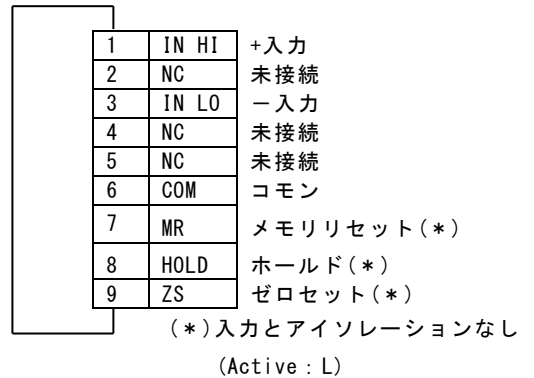 1 IN HI +入力
2 NC 未接続
3 IN LO －入力
4 NC 未接続
5 NC 未接続
6 COM コモン
7 MR メモリリセット(*)
8 HOLD ホールド(*)
9 ZS ゼロセット(*)
(*)入力とアイソレーションなし
(Active：L)